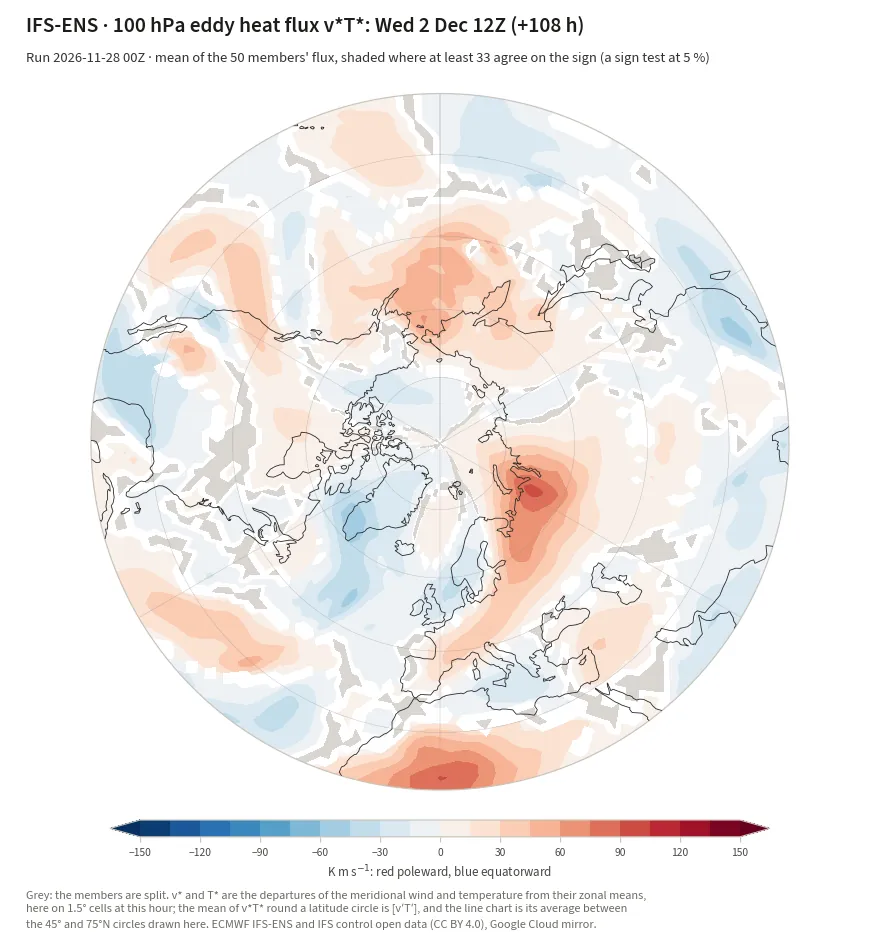 IFS-ENS · 100 hPa eddy heat flux v*T*: Wed 2 Dec 12Z (+108 h)
Run 2026-11-28 00Z · mean of the 50 members' flux, shaded where at least 33 agree on the sign (a sign test at 5 %)
−150 −120 −90 −60 −30 0 30 60 90 120 150
K m s⁻¹: red poleward, blue equatorward
Grey: the members are split. v* and T* are the departures of the meridional wind and temperature from their zonal means,
here on 1.5° cells at this hour; the mean of v*T* round a latitude circle is [v′T′], and the line chart is its average between
the 45° and 75°N circles drawn here. ECMWF IFS-ENS and IFS control open data (CC BY 4.0), Google Cloud mirror.